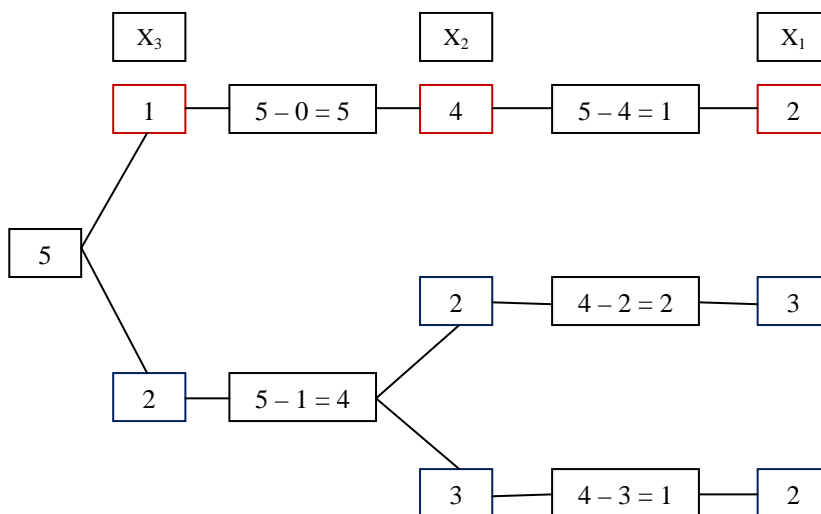 X₃ X₂ X₁
1 5 – 0 = 5 4 5 – 4 = 1 2
5
2 4 – 2 = 2 3
2 5 – 1 = 4
3 4 – 3 = 1 2